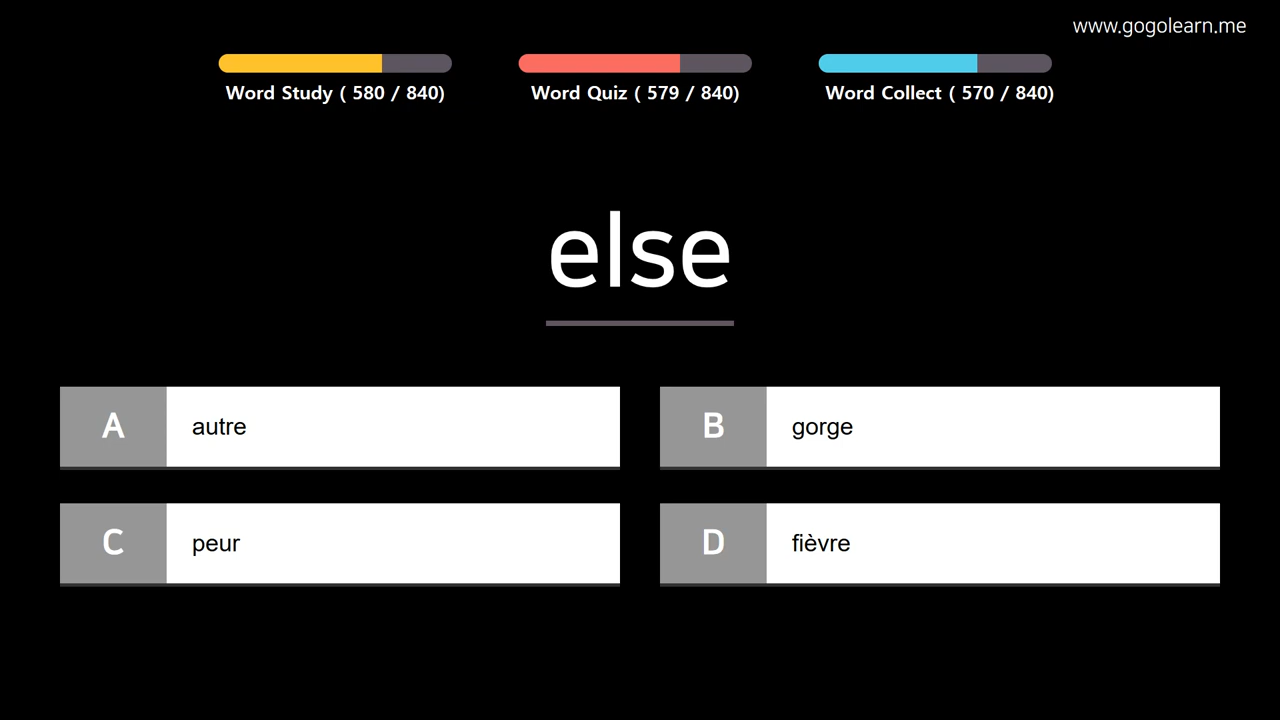 www.gogolearn.me
Word Study ( 580 / 840)
Word Quiz ( 579 / 840)
Word Collect ( 570 / 840)
else
A autre
B gorge
C peur
D fièvre